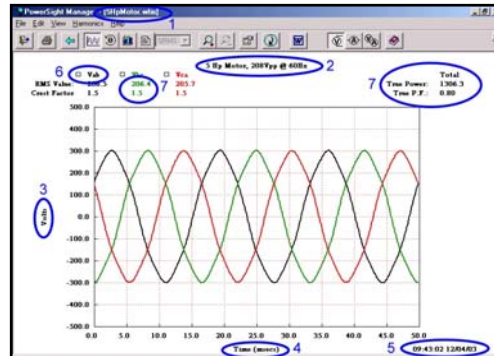 PowerSight Manager - [5HpMotor.wfm]
File Edit View Harmonics Help
1
6
5 Hp Motor, 208Vpp @ 60Hz
2
7
7
Vab Vca Total
RMS Value: 206.4 205.7 True Power: 1306.3
Crest Factor 1.5 1.5 1.5 True P.F.: 0.80
500.0
400.0
300.0
200.0
100.0
3
Volts
0.0
-100.0
-200.0
-300.0
-400.0
-500.0
0.0 5.0 10.0 15.0 20.0 25.0 30.0 35.0 40.0 45.0 50.0
Time (msecs)
4
5
09:43:02 12/04/03